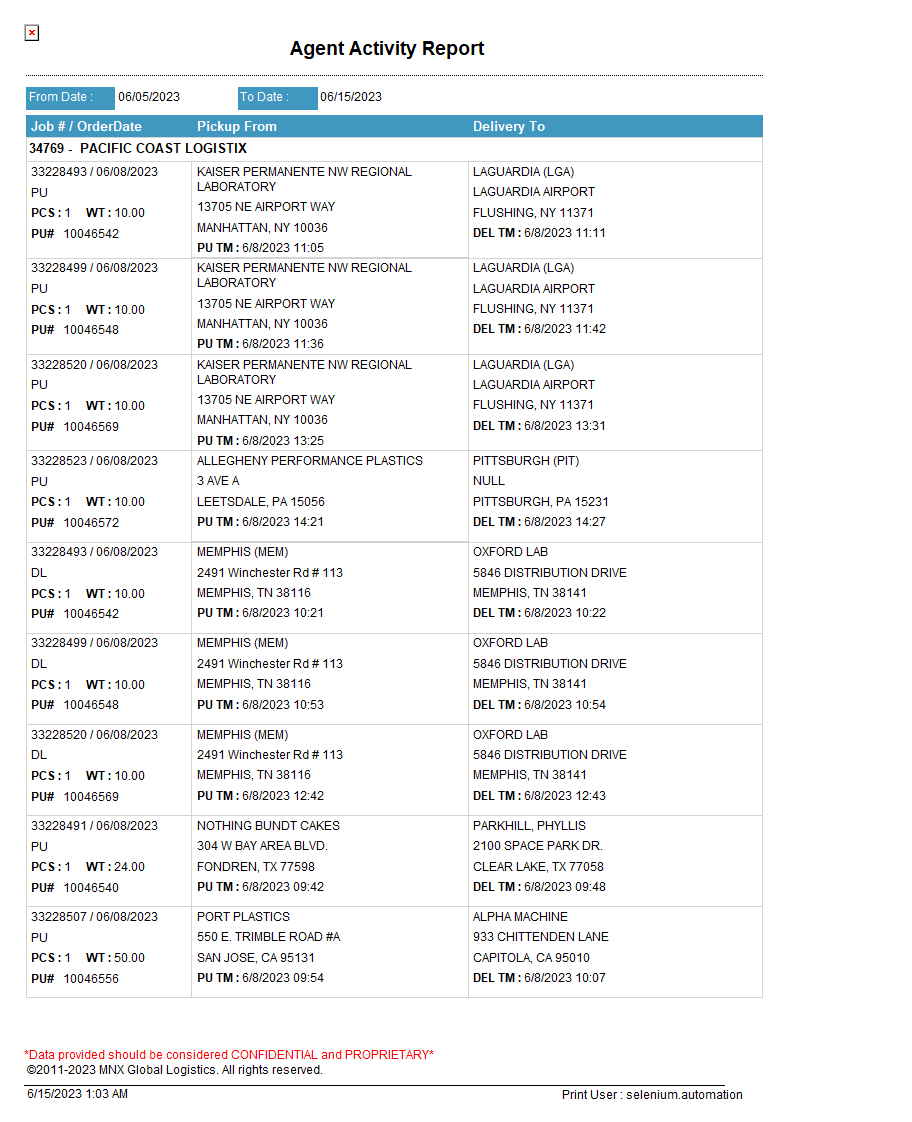 Agent Activity Report
From Date : 06/05/2023 To Date : 06/15/2023
Job # / OrderDate Pickup From Delivery To
34769 - PACIFIC COAST LOGISTIX
33228493 / 06/08/2023 KAISER PERMANENTE NW REGIONAL LAGUARDIA (LGA)
LABORATORY
PU 13705 NE AIRPORT WAY LAGUARDIA AIRPORT
PCS : 1 WT : 10.00 MANHATTAN, NY 10036 FLUSHING, NY 11371
PU# 10046542 PU TM : 6/8/2023 11:05 DEL TM : 6/8/2023 11:11
33228499 / 06/08/2023 KAISER PERMANENTE NW REGIONAL LAGUARDIA (LGA)
LABORATORY
PU 13705 NE AIRPORT WAY LAGUARDIA AIRPORT
PCS : 1 WT : 10.00 MANHATTAN, NY 10036 FLUSHING, NY 11371
PU# 10046548 PU TM : 6/8/2023 11:36 DEL TM : 6/8/2023 11:42
33228520 / 06/08/2023 KAISER PERMANENTE NW REGIONAL LAGUARDIA (LGA)
LABORATORY
PU 13705 NE AIRPORT WAY LAGUARDIA AIRPORT
PCS : 1 WT : 10.00 MANHATTAN, NY 10036 FLUSHING, NY 11371
PU# 10046569 PU TM : 6/8/2023 13:25 DEL TM : 6/8/2023 13:31
33228523 / 06/08/2023 ALLEGHENY PERFORMANCE PLASTICS PITTSBURGH (PIT)
PU 3 AVE A NULL
PCS : 1 WT : 10.00 LEETSDALE, PA 15056 PITTSBURGH, PA 15231
PU# 10046572 PU TM : 6/8/2023 14:21 DEL TM : 6/8/2023 14:27
33228493 / 06/08/2023 MEMPHIS (MEM) OXFORD LAB
DL 2491 Winchester Rd # 113 5846 DISTRIBUTION DRIVE
PCS : 1 WT : 10.00 MEMPHIS, TN 38116 MEMPHIS, TN 38141
PU# 10046542 PU TM : 6/8/2023 10:21 DEL TM : 6/8/2023 10:22
33228499 / 06/08/2023 MEMPHIS (MEM) OXFORD LAB
DL 2491 Winchester Rd # 113 5846 DISTRIBUTION DRIVE
PCS : 1 WT : 10.00 MEMPHIS, TN 38116 MEMPHIS, TN 38141
PU# 10046548 PU TM : 6/8/2023 10:53 DEL TM : 6/8/2023 10:54
33228520 / 06/08/2023 MEMPHIS (MEM) OXFORD LAB
DL 2491 Winchester Rd # 113 5846 DISTRIBUTION DRIVE
PCS : 1 WT : 10.00 MEMPHIS, TN 38116 MEMPHIS, TN 38141
PU# 10046569 PU TM : 6/8/2023 12:42 DEL TM : 6/8/2023 12:43
33228491 / 06/08/2023 NOTHING BUNDT CAKES PARKHILL, PHYLLIS
PU 304 W BAY AREA BLVD. 2100 SPACE PARK DR.
PCS : 1 WT : 24.00 FONDREN, TX 77598 CLEAR LAKE, TX 77058
PU# 10046540 PU TM : 6/8/2023 09:42 DEL TM : 6/8/2023 09:48
33228507 / 06/08/2023 PORT PLASTICS ALPHA MACHINE
PU 550 E. TRIMBLE ROAD #A 933 CHITTENDEN LANE
PCS : 1 WT : 50.00 SAN JOSE, CA 95131 CAPITOLA, CA 95010
PU# 10046556 PU TM : 6/8/2023 09:54 DEL TM : 6/8/2023 10:07
*Data provided should be considered CONFIDENTIAL and PROPRIETARY*
©2011-2023 MNX Global Logistics. All rights reserved.
6/15/2023 1:03 AM Print User : selenium.automation